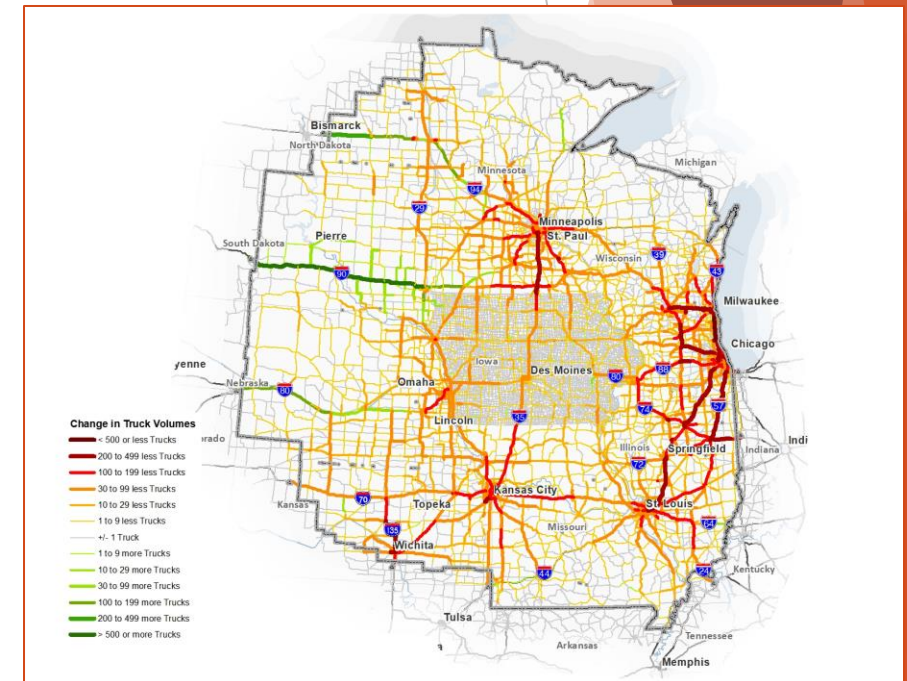 Bismarck
North Dakota
Michigan
Minnesota
94
29
Minneapolis
St. Paul
Pierre
South Dakota
Wisconsin
39
43
90
Milwaukee
Chicago
yenne
Iowa
Des Moines
80
88
Nebraska
80
Omaha
Lincoln
35
74
57
Change in Truck Volumes
< 500 or less Trucks
200 to 499 less Trucks
100 to 199 less Trucks
30 to 99 less Trucks
10 to 29 less Trucks
1 to 9 less Trucks
+/- 1 Truck
1 to 9 more Trucks
10 to 29 more Trucks
30 to 99 more Trucks
100 to 199 more Trucks
200 to 499 more Trucks
> 500 or more Trucks
orado
Illinois
Springfield
Indiana
Indi
72
Kansas
70
Topeka
Kansas City
St. Louis
135
Missouri
64
Wichita
44
24
Kentucky
Tulsa
Arkansas
Tennessee
Memphis